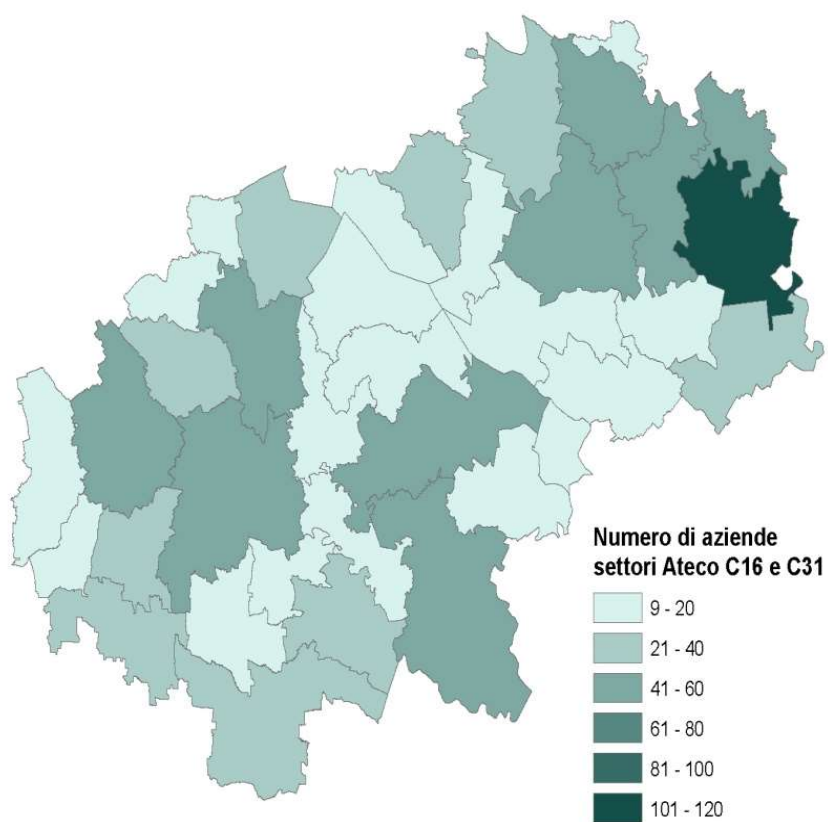 Numero di aziende
settori Ateco C16 e C31
9 - 20
21 - 40
41 - 60
61 - 80
81 - 100
101 - 120